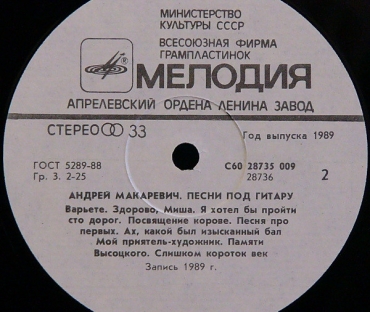 МИНИСТЕРСТВО
КУЛЬТУРЫ СССР
ВСЕСОЮЗНАЯ ФИРМА
ГРАМПЛАСТИНОК
МЕЛОДИЯ
АПРЕЛЕВСКИЙ ОРДЕНА ЛЕНИНА ЗАВОД
СТЕРЕО 33
Год выпуска 1989
ГОСТ 5289-88
С60 28735 009
Гр. 3. 2-25
28736
2
АНДРЕЙ МАКАРЕВИЧ. ПЕСНИ ПОД ГИТАРУ
Варьете. Здорово, Миша. Я хотел бы пройти
сто дорог. Посвящение корове. Песня про
первых. Ах, какой был изысканный бал
Мой приятель-художник. Памяти
Высоцкого. Слишком короток век
Запись 1989 г.